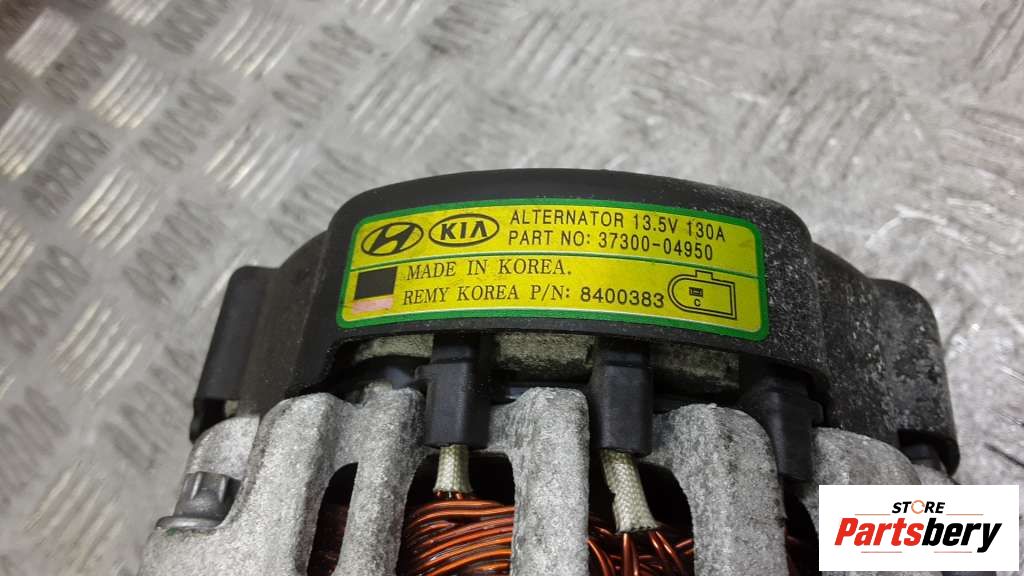 KIA ALTERNATOR 13.5V 130A
PART NO: 37300-04950
MADE IN KOREA.
REMY KOREA P/N: 8400383
C
STORE
Partsbery